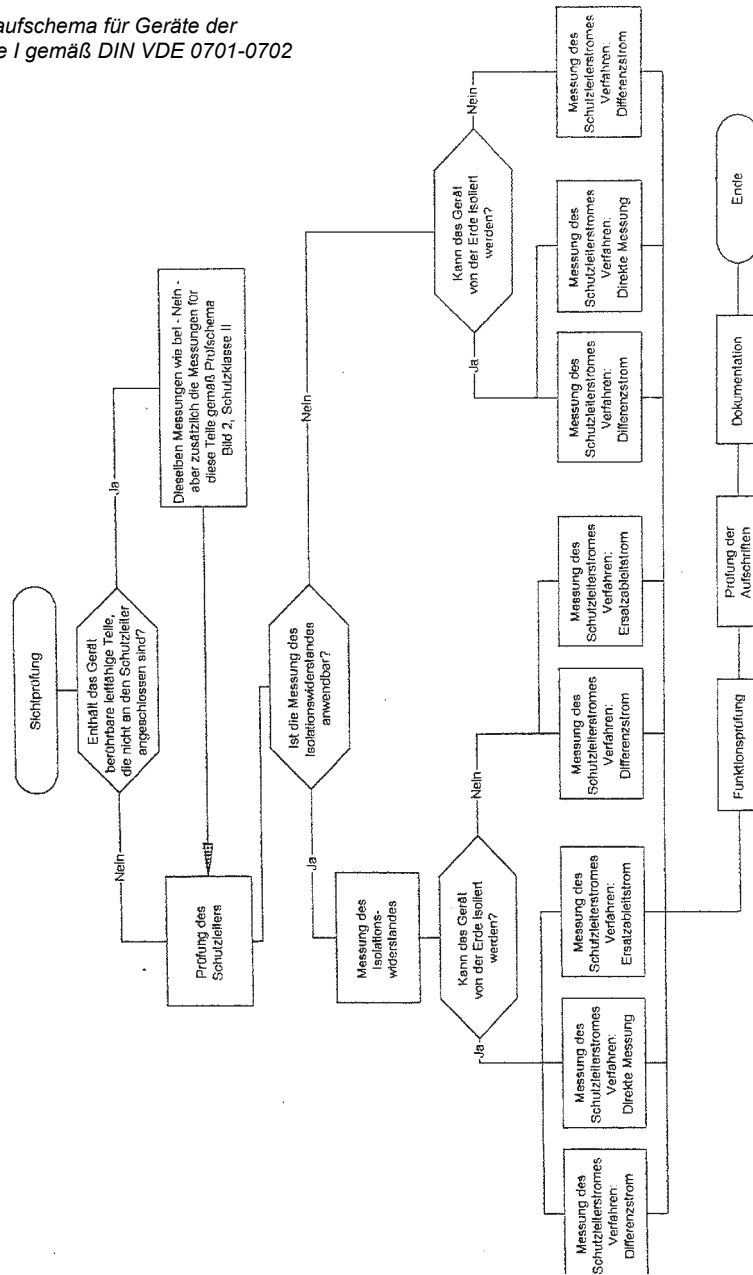 aufschema für Geräte der
e I gemäß DIN VDE 0701-0702
Sichtprüfung
Enthält das Gerät
berührbare leitfähige Teile,
die nicht an den Schutzleiter
angeschlossen sind?
Nein
Ja
Dieselben Messungen wie bei - Nein -
aber zusätzlich die Messungen für
diese Teile gemäß Prüfschema
Bild 2, Schutzklasse II
Prüfung des
Schutzleiters
Ist die Messung des
Isolationswiderstandes
anwendbar?
Ja
Nein
Messung des
Isolations-
widerstandes
Kann das Gerät
von der Erde isoliert
werden?
Ja
Nein
Kann das Gerät
von der Erde isoliert
werden?
Ja
Nein
Messung des
Schutzleiterstromes
Verfahren:
Differenzstrom
Messung des
Schutzleiterstromes
Verfahren:
Direkte Messung
Messung des
Schutzleiterstromes
Verfahren:
Ersatzableitstrom
Messung des
Schutzleiterstromes
Verfahren:
Differenzstrom
Messung des
Schutzleiterstromes
Verfahren:
Ersatzableitstrom
Messung des
Schutzleiterstromes
Verfahren:
Differenzstrom
Messung des
Schutzleiterstromes
Verfahren:
Direkte Messung
Messung des
Schutzleiterstromes
Verfahren:
Differenzstrom
Funktionsprüfung
Prüfung der
Aufschriften
Dokumentation
Ende